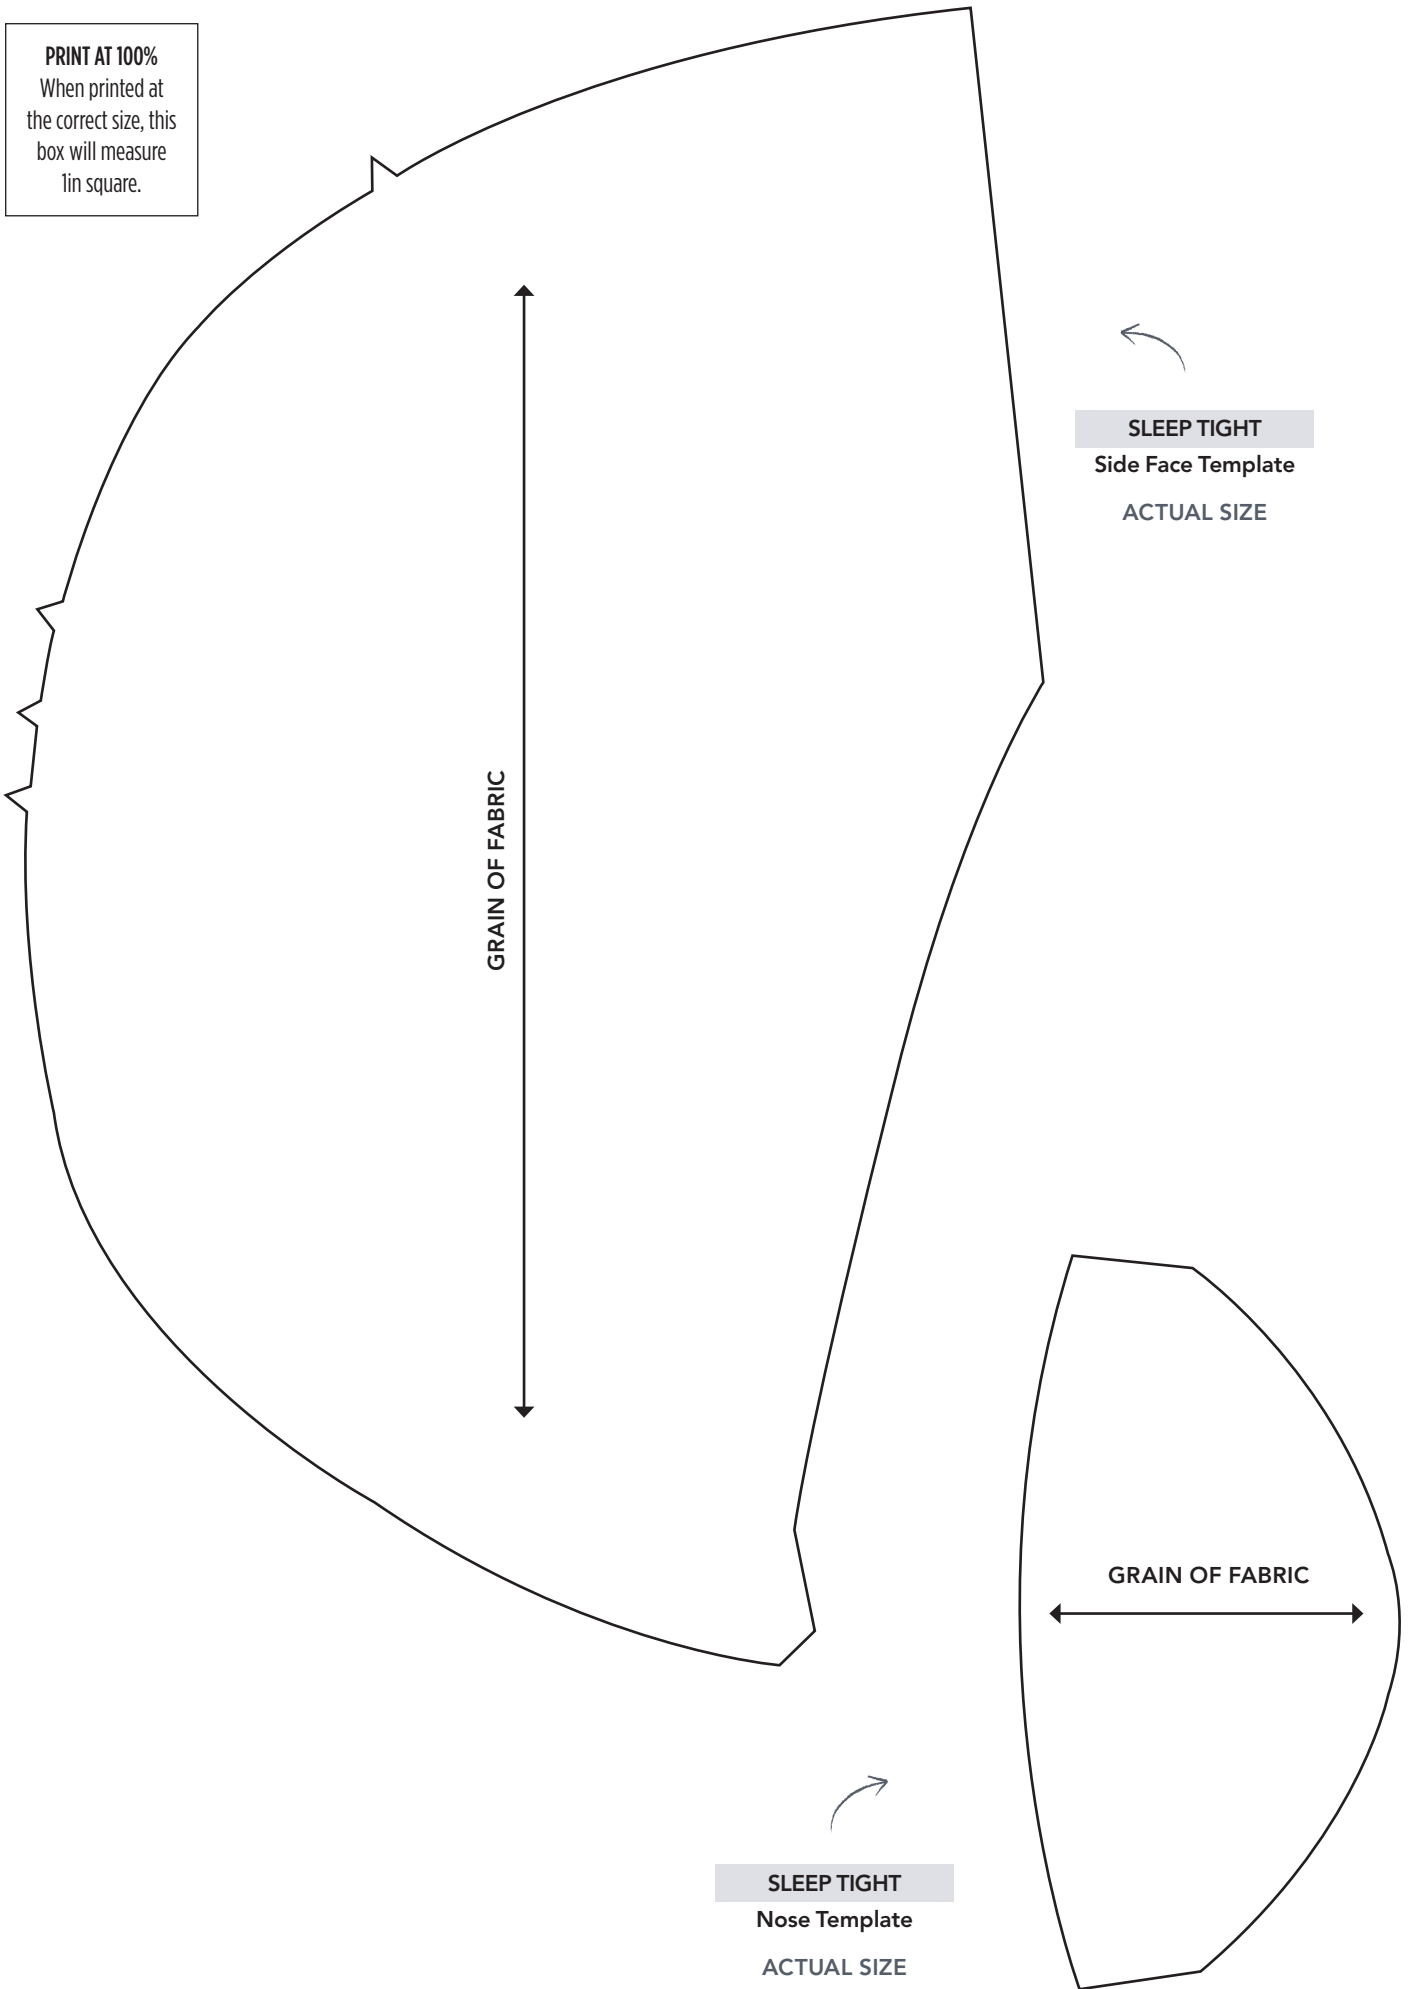 PRINT AT 100%
When printed at
the correct size, this
box will measure
1in square.
SLEEP TIGHT
Side Face Template
ACTUAL SIZE
GRAIN OF FABRIC
GRAIN OF FABRIC
SLEEP TIGHT
Nose Template
ACTUAL SIZE